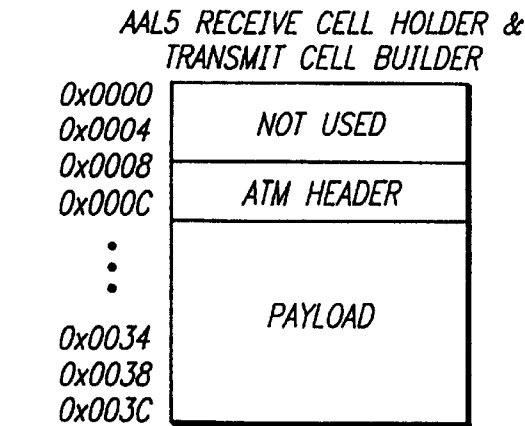 AAL5 RECEIVE CELL HOLDER &
TRANSMIT CELL BUILDER
0x0000
0x0004 NOT USED
0x0008
0x000C ATM HEADER
PAYLOAD
0x0034
0x0038
0x003C